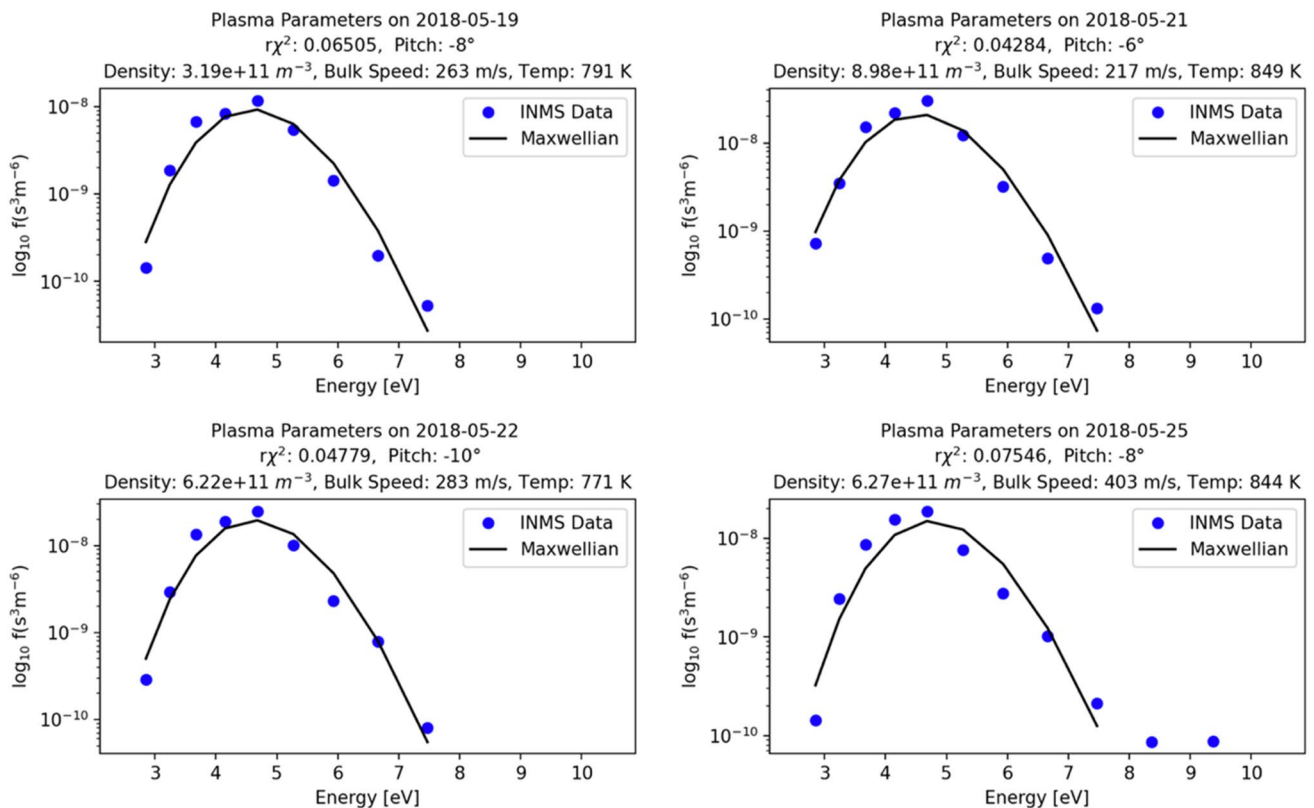 Plasma Parameters on 2018-05-19
rχ²: 0.06505, Pitch: -8°
Density: 3.19e+11 m⁻³, Bulk Speed: 263 m/s, Temp: 791 K
INMS Data
Maxwellian
10⁻⁸
10⁻⁹
10⁻¹⁰
log₁₀ f(s³m⁻⁶)
3 4 5 6 7 8 9 10
Energy [eV]
Plasma Parameters on 2018-05-21
rχ²: 0.04284, Pitch: -6°
Density: 8.98e+11 m⁻³, Bulk Speed: 217 m/s, Temp: 849 K
INMS Data
Maxwellian
10⁻⁸
10⁻⁹
10⁻¹⁰
log₁₀ f(s³m⁻⁶)
3 4 5 6 7 8 9 10
Energy [eV]
Plasma Parameters on 2018-05-22
rχ²: 0.04779, Pitch: -10°
Density: 6.22e+11 m⁻³, Bulk Speed: 283 m/s, Temp: 771 K
INMS Data
Maxwellian
10⁻⁸
10⁻⁹
10⁻¹⁰
log₁₀ f(s³m⁻⁶)
3 4 5 6 7 8 9 10
Energy [eV]
Plasma Parameters on 2018-05-25
rχ²: 0.07546, Pitch: -8°
Density: 6.27e+11 m⁻³, Bulk Speed: 403 m/s, Temp: 844 K
INMS Data
Maxwellian
10⁻⁸
10⁻⁹
10⁻¹⁰
log₁₀ f(s³m⁻⁶)
3 4 5 6 7 8 9 10
Energy [eV]